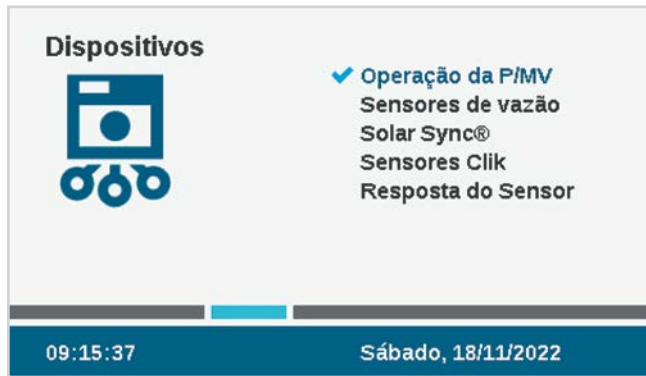 Dispositivos
Operação da P/MV
Sensores de vazão
Solar Sync®
Sensores Clik
Resposta do Sensor
09:15:37
Sábado, 18/11/2022